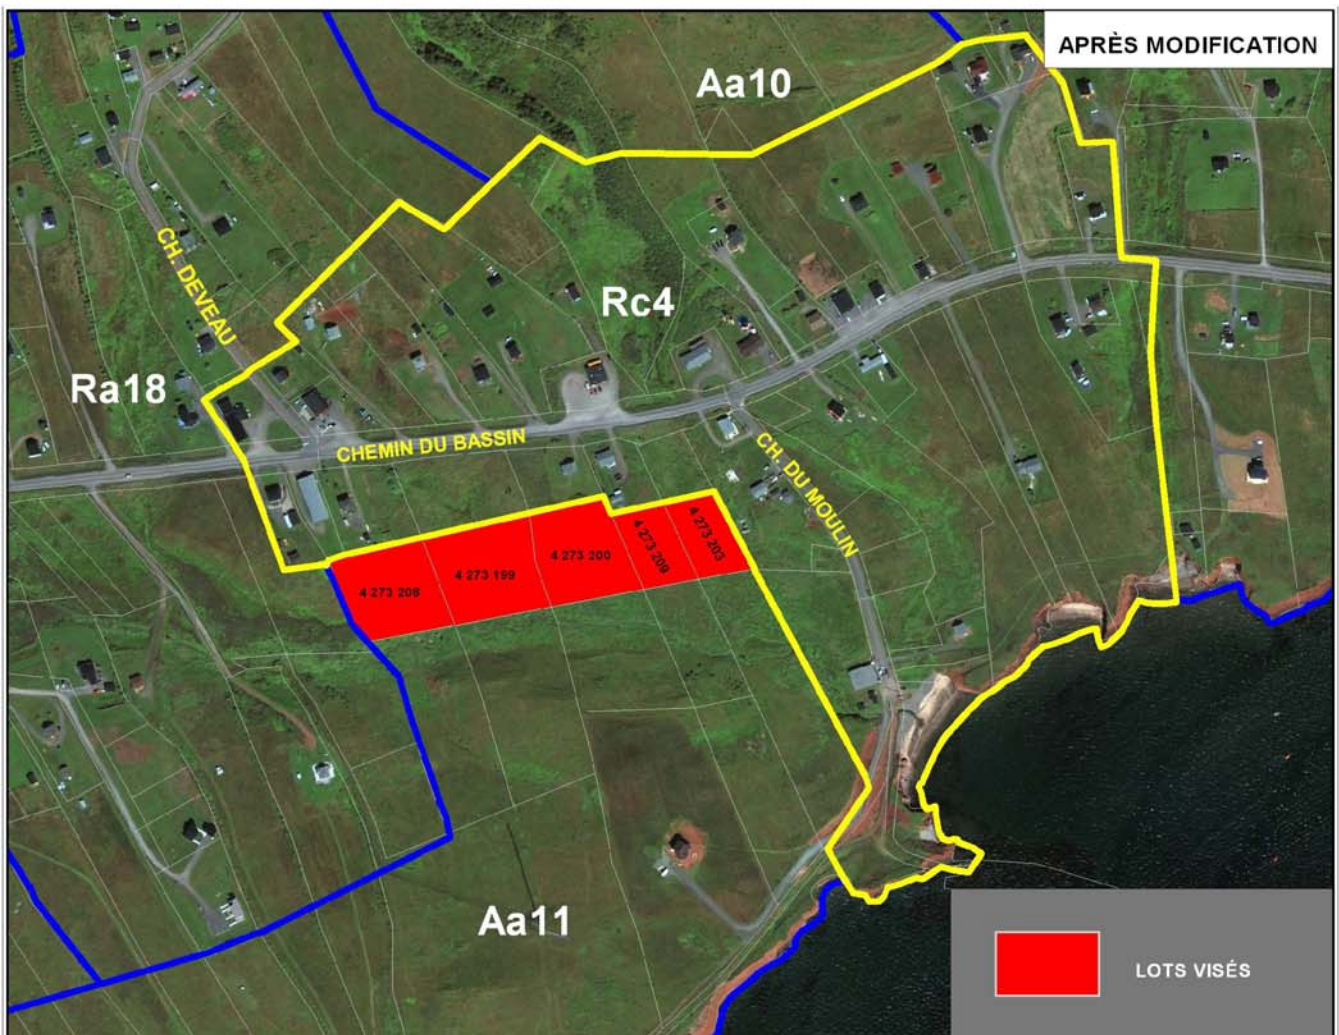 APRÈS MODIFICATION
Aa10
CH. DEVEAU
Rc4
Ra18
CHEMIN DU BASSIN
CH. DU MOULIN
4 273 208
4 273 199
4 273 200
4 273 209
4 273 203
Aa11
LOTS VISÉS